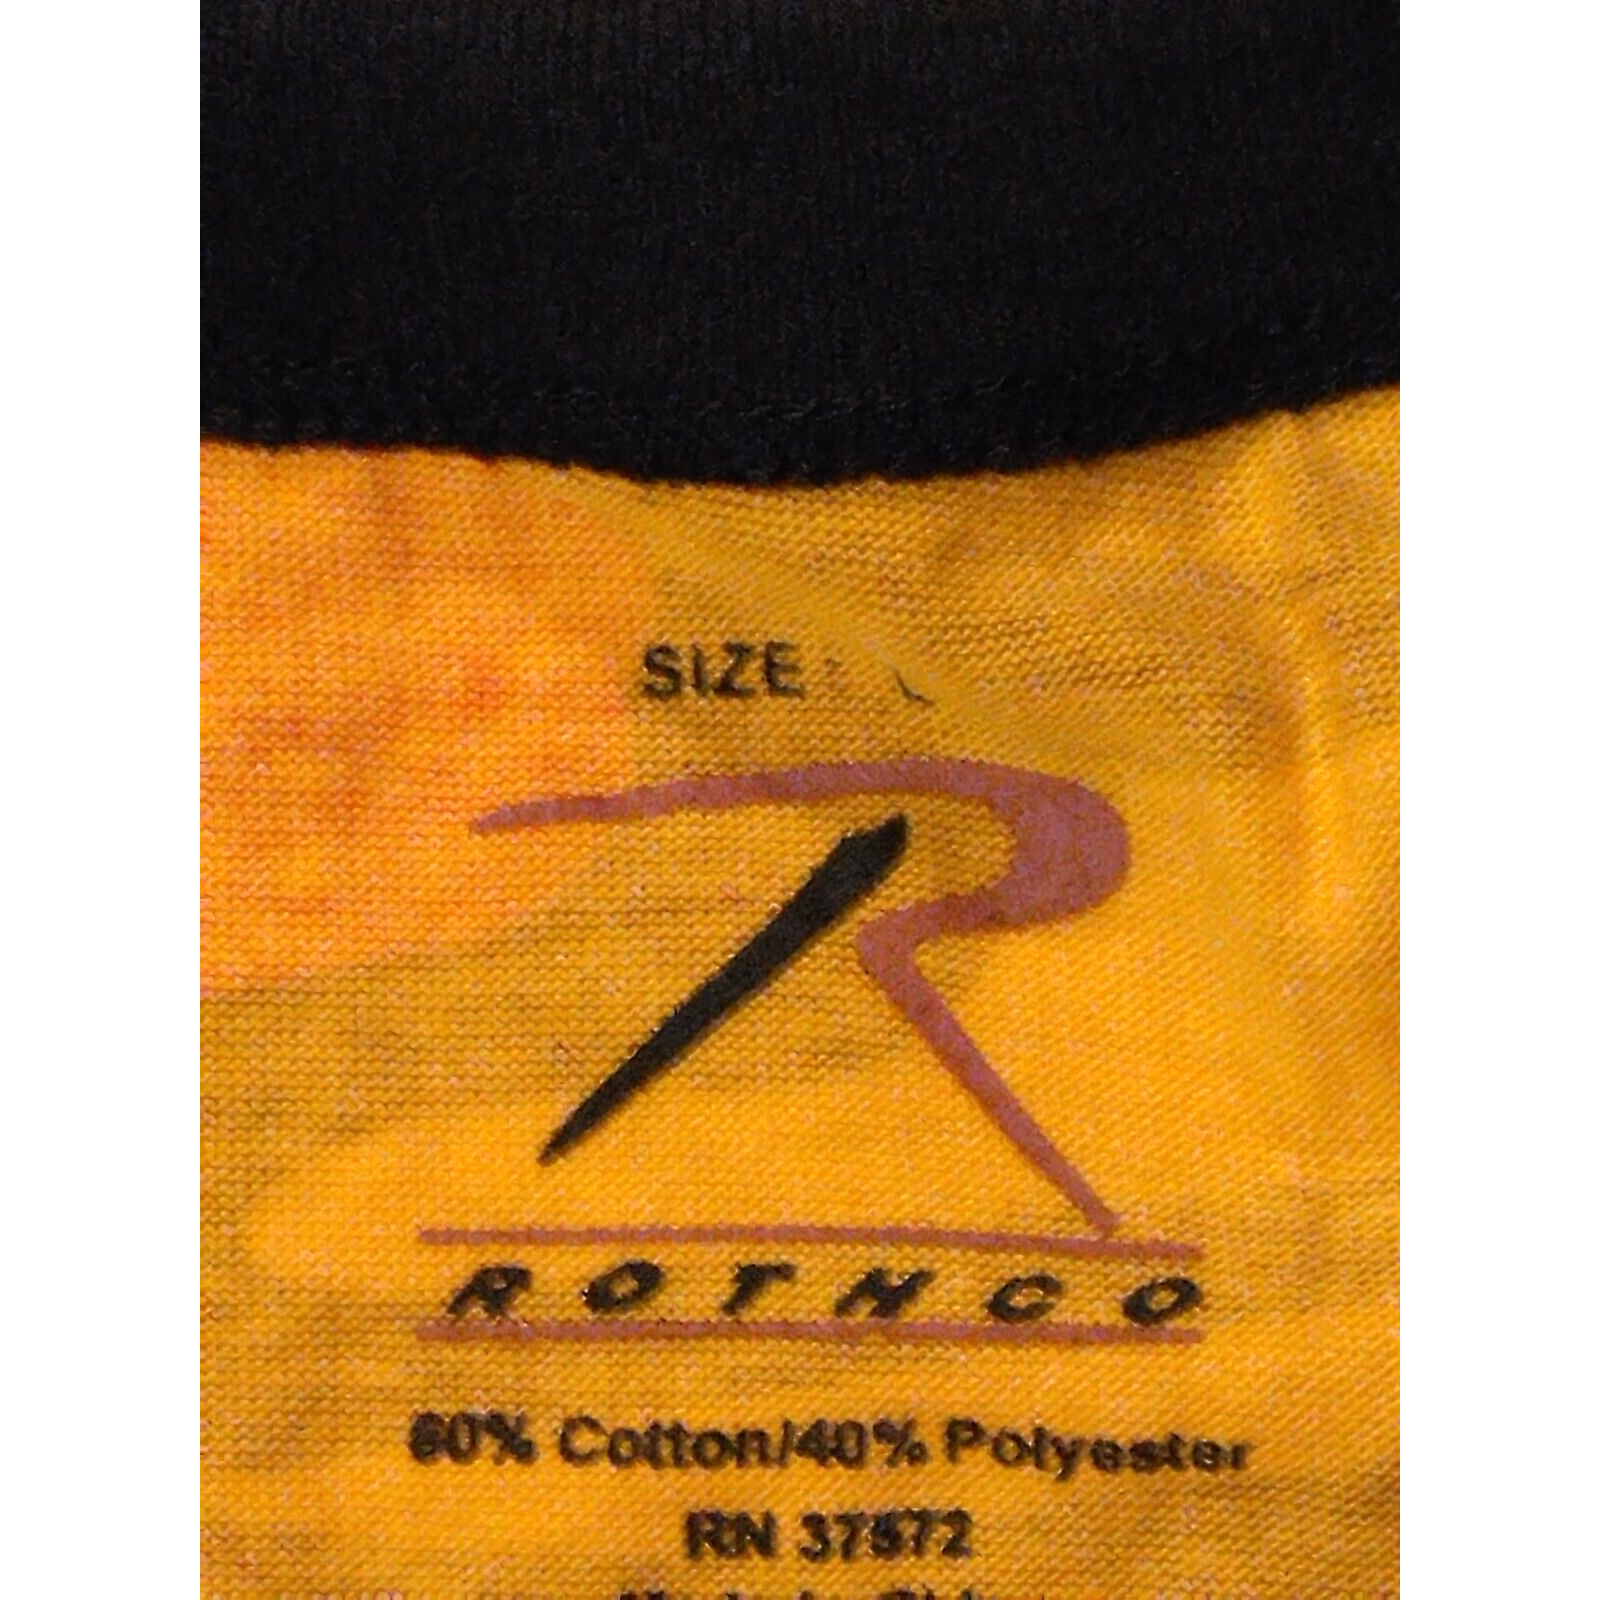 SIZE
ROTHCO
60% Cotton/40% Polyester
RN 37572